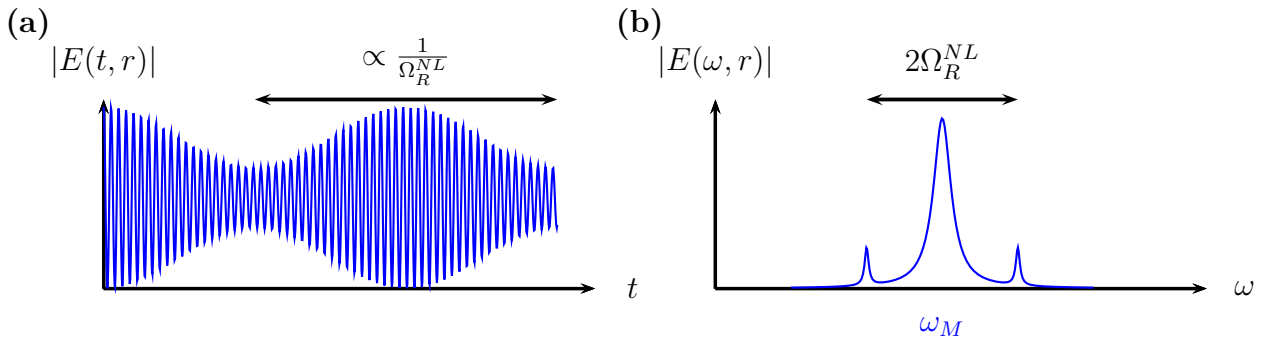 (a)
|E(t, r)|
∝ 1/Ω_R^{NL}
t
(b)
|E(ω, r)|
2Ω_R^{NL}
ω
ω_M